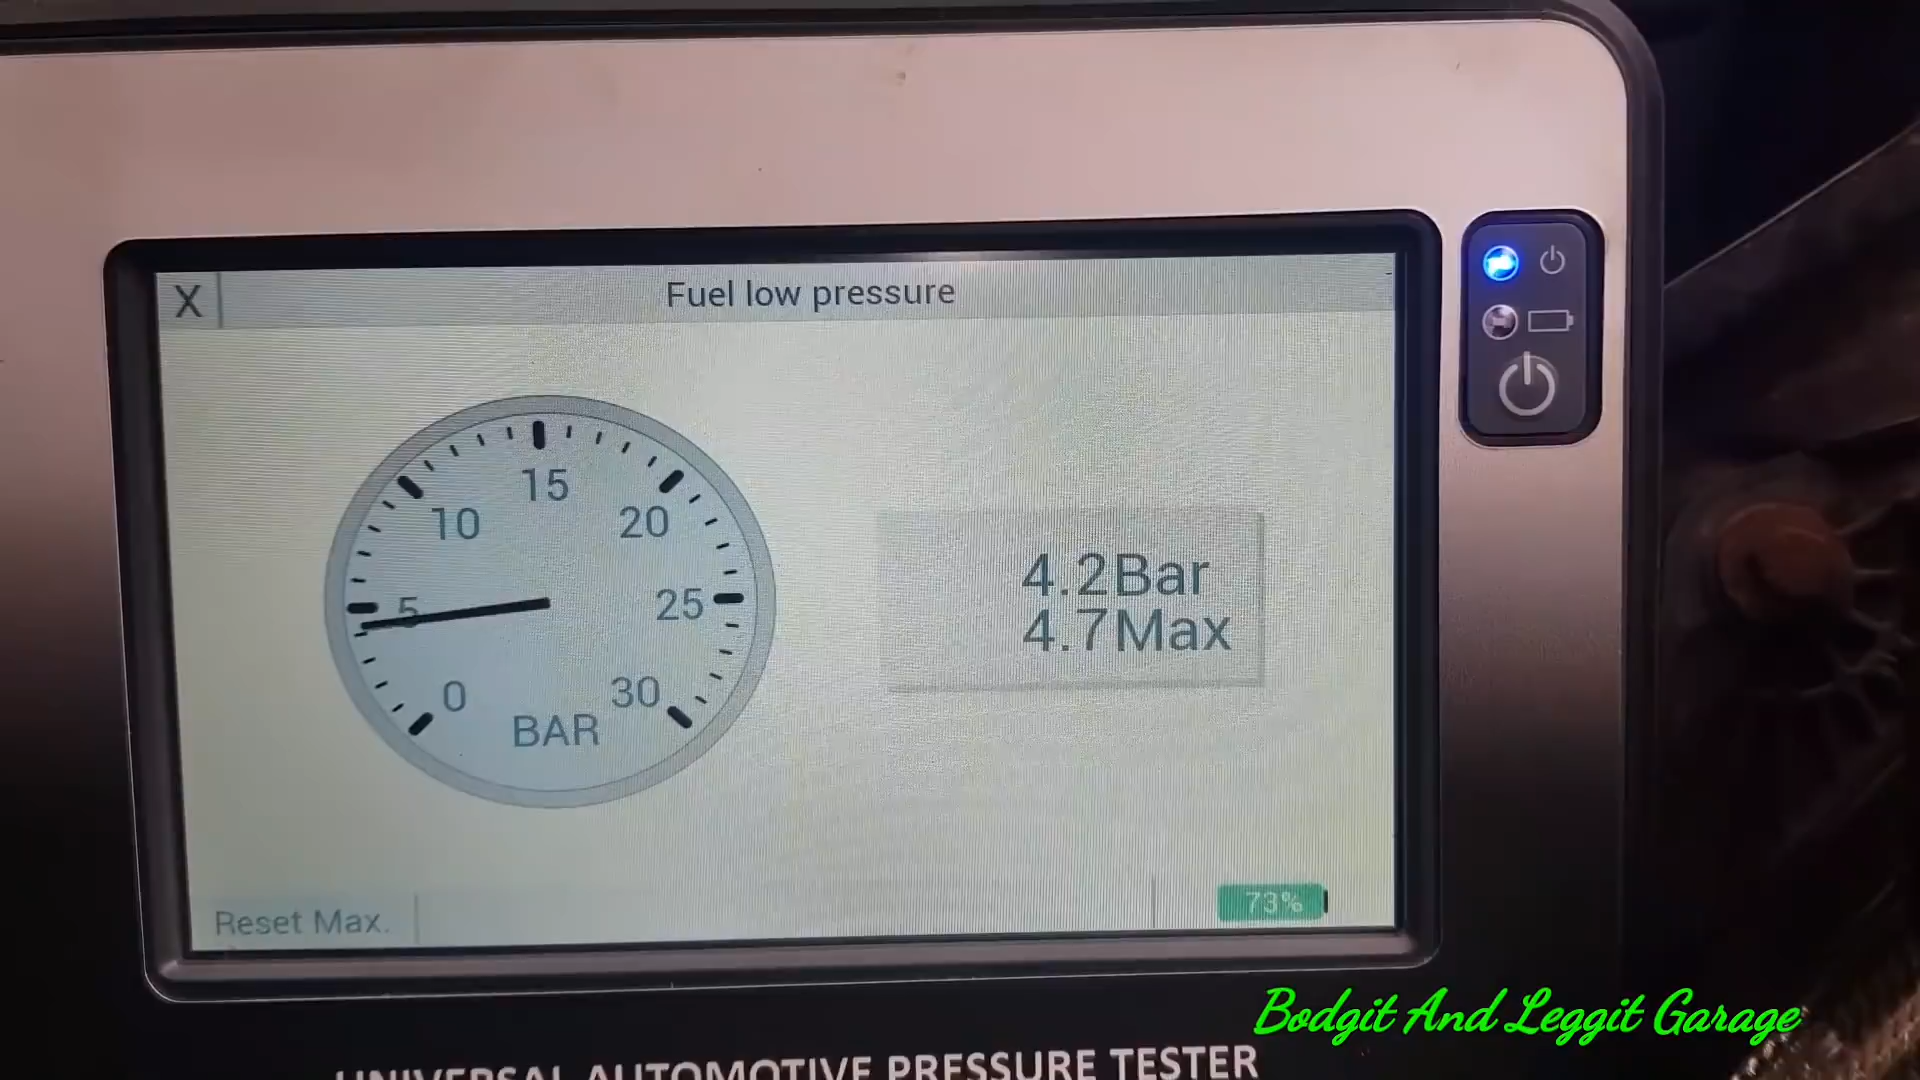 X
Fuel low pressure
15
10
20
5
25
0
30
BAR
4.2Bar
4.7Max
Reset Max.
73%
Bodgit And Leggit Garage
UNIVERSAL AUTOMOTIVE PRESSURE TESTER